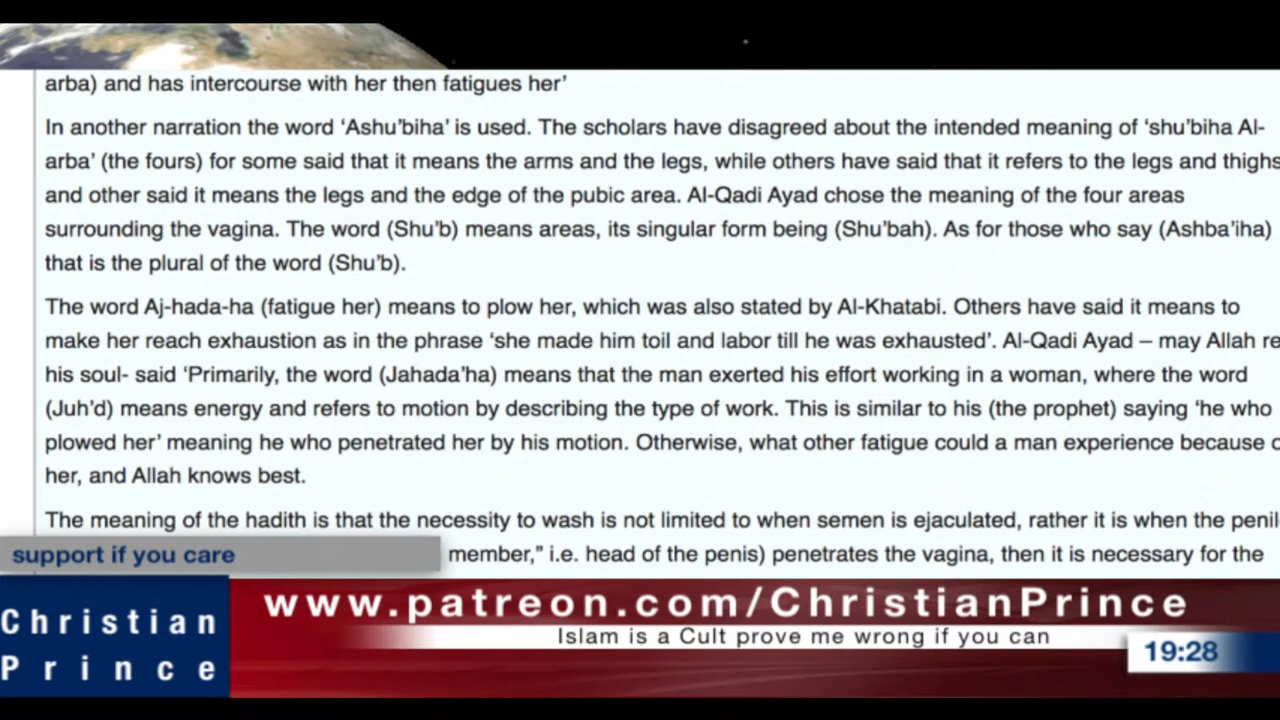 arba) and has intercourse with her then fatigues her’
In another narration the word ‘Ashu’biha’ is used. The scholars have disagreed about the intended meaning of ‘shu’biha Al-
arba’ (the fours) for some said that it means the arms and the legs, while others have said that it refers to the legs and thighs
and other said it means the legs and the edge of the pubic area. Al-Qadi Ayad chose the meaning of the four areas
surrounding the vagina. The word (Shu’b) means areas, its singular form being (Shu’bah). As for those who say (Ashba’iha)
that is the plural of the word (Shu’b).
The word Aj-hada-ha (fatigue her) means to plow her, which was also stated by Al-Khatabi. Others have said it means to
make her reach exhaustion as in the phrase ‘she made him toil and labor till he was exhausted’. Al-Qadi Ayad – may Allah re
his soul- said ‘Primarily, the word (Jahada’ha) means that the man exerted his effort working in a woman, where the word
(Juh’d) means energy and refers to motion by describing the type of work. This is similar to his (the prophet) saying ‘he who
plowed her’ meaning he who penetrated her by his motion. Otherwise, what other fatigue could a man experience because o
her, and Allah knows best.
The meaning of the hadith is that the necessity to wash is not limited to when semen is ejaculated, rather it is when the penil
member,” i.e. head of the penis) penetrates the vagina, then it is necessary for the
support if you care
Christian
Prince
www.patreon.com/ChristianPrince
Islam is a Cult prove me wrong if you can
19:28